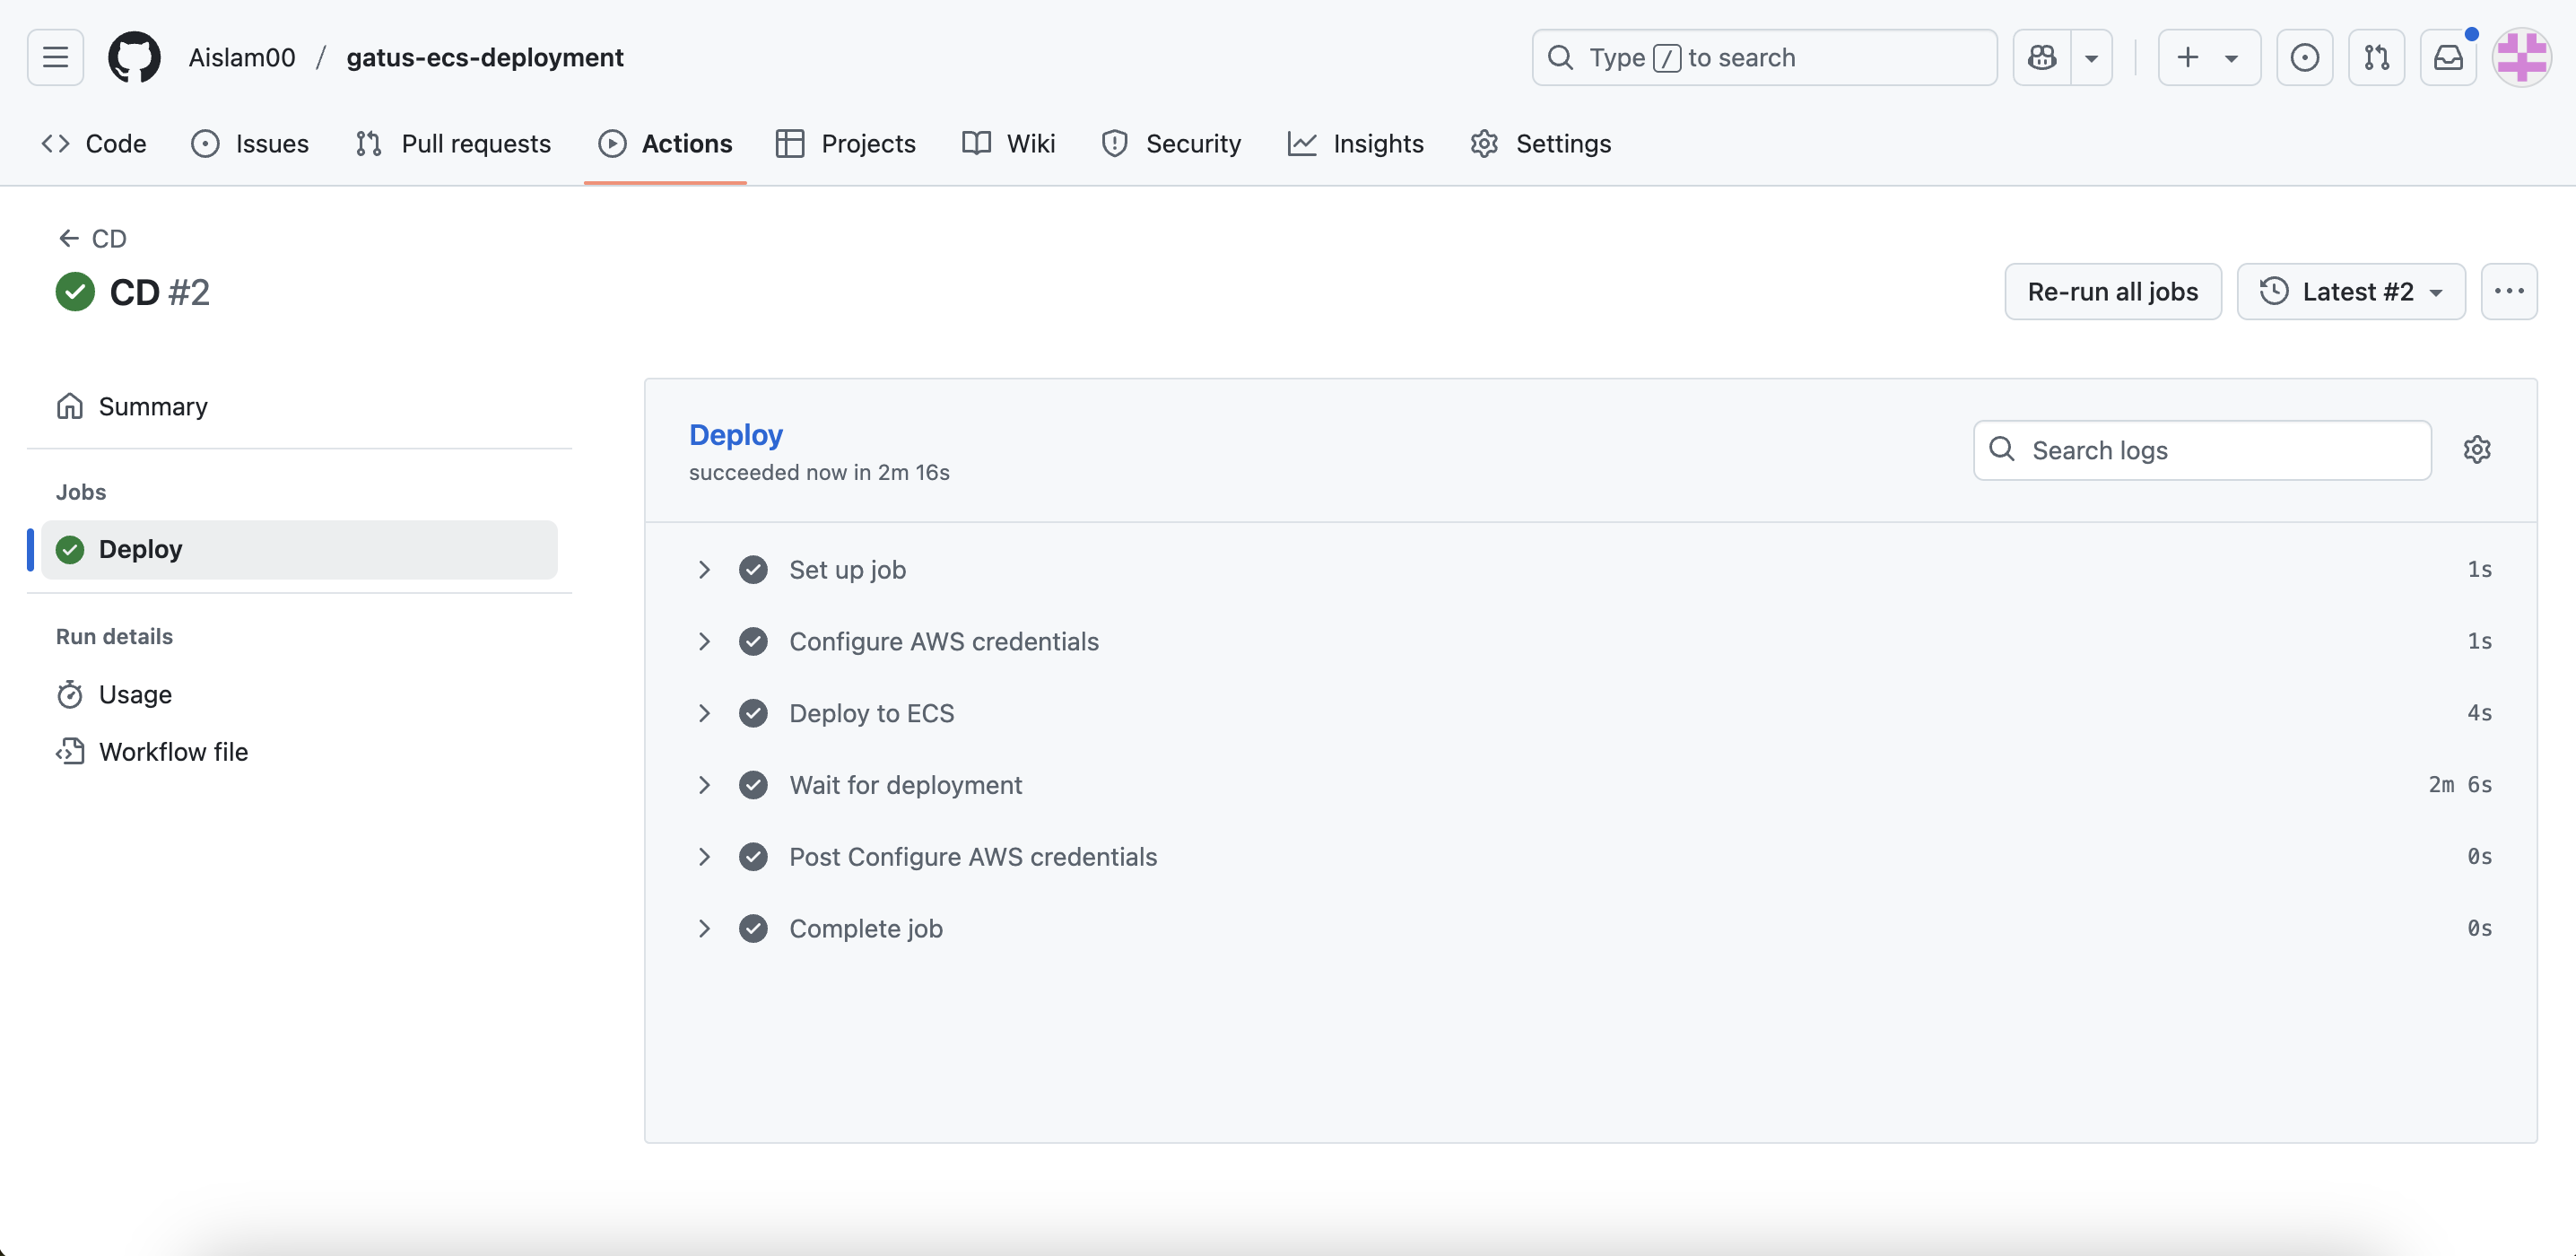 Aislam00 / gatus-ecs-deployment
Type / to search
Code Issues Pull requests Actions Projects Wiki Security Insights Settings
CD
CD #2
Re-run all jobs
Latest #2
Summary
Jobs
Deploy
Run details
Usage
Workflow file
Deploy
succeeded now in 2m 16s
Search logs
Set up job 1s
Configure AWS credentials 1s
Deploy to ECS 4s
Wait for deployment 2m 6s
Post Configure AWS credentials 0s
Complete job 0s